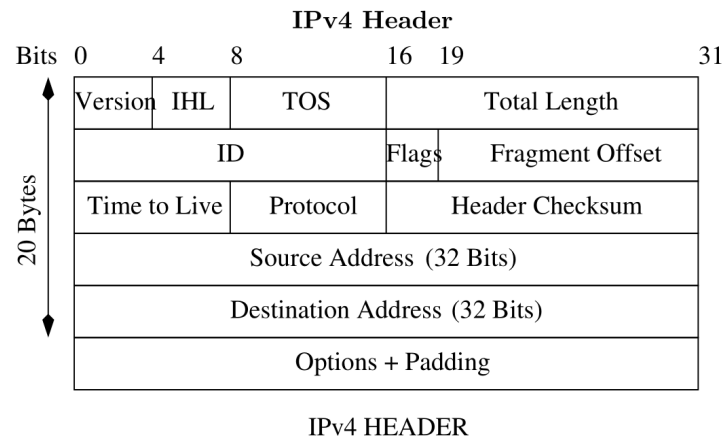 IPv4 Header
Bits 0 4 8 16 19 31
Version IHL TOS Total Length
ID Flags Fragment Offset
Time to Live Protocol Header Checksum
Source Address (32 Bits)
Destination Address (32 Bits)
Options + Padding
20 Bytes
IPv4 HEADER